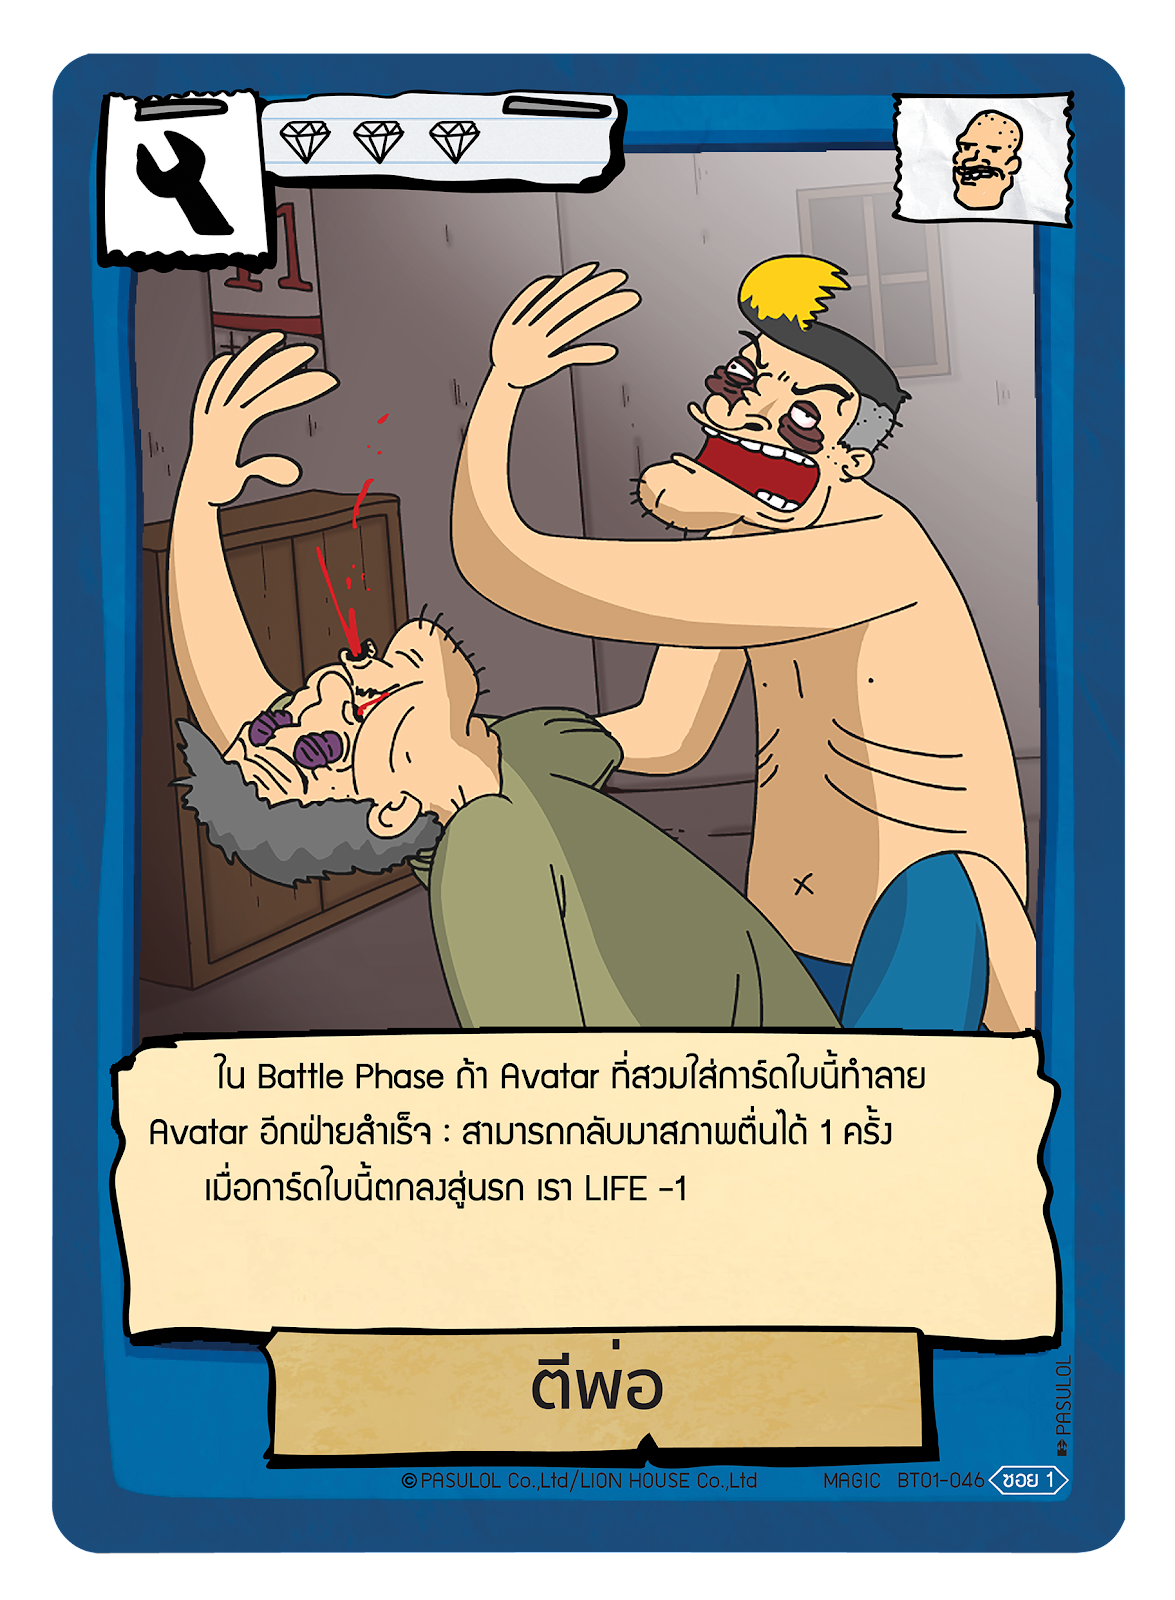 11
ใน Battle Phase ถ้า Avatar ที่สวมใส่การ์ดใบนี้ทำลาย
Avatar อีกฝ่ายสำเร็จ : สามารถกลับมาสภาพตื่นได้ 1 ครั้ง
เมื่อการ์ดใบนี้ตกลงสู่นรก เรา LIFE -1
ตีพ่อ
PASULOL
©PASULOL Co.,Ltd/LION HOUSE Co.,Ltd MAGIC BT01-046 ซอย 1